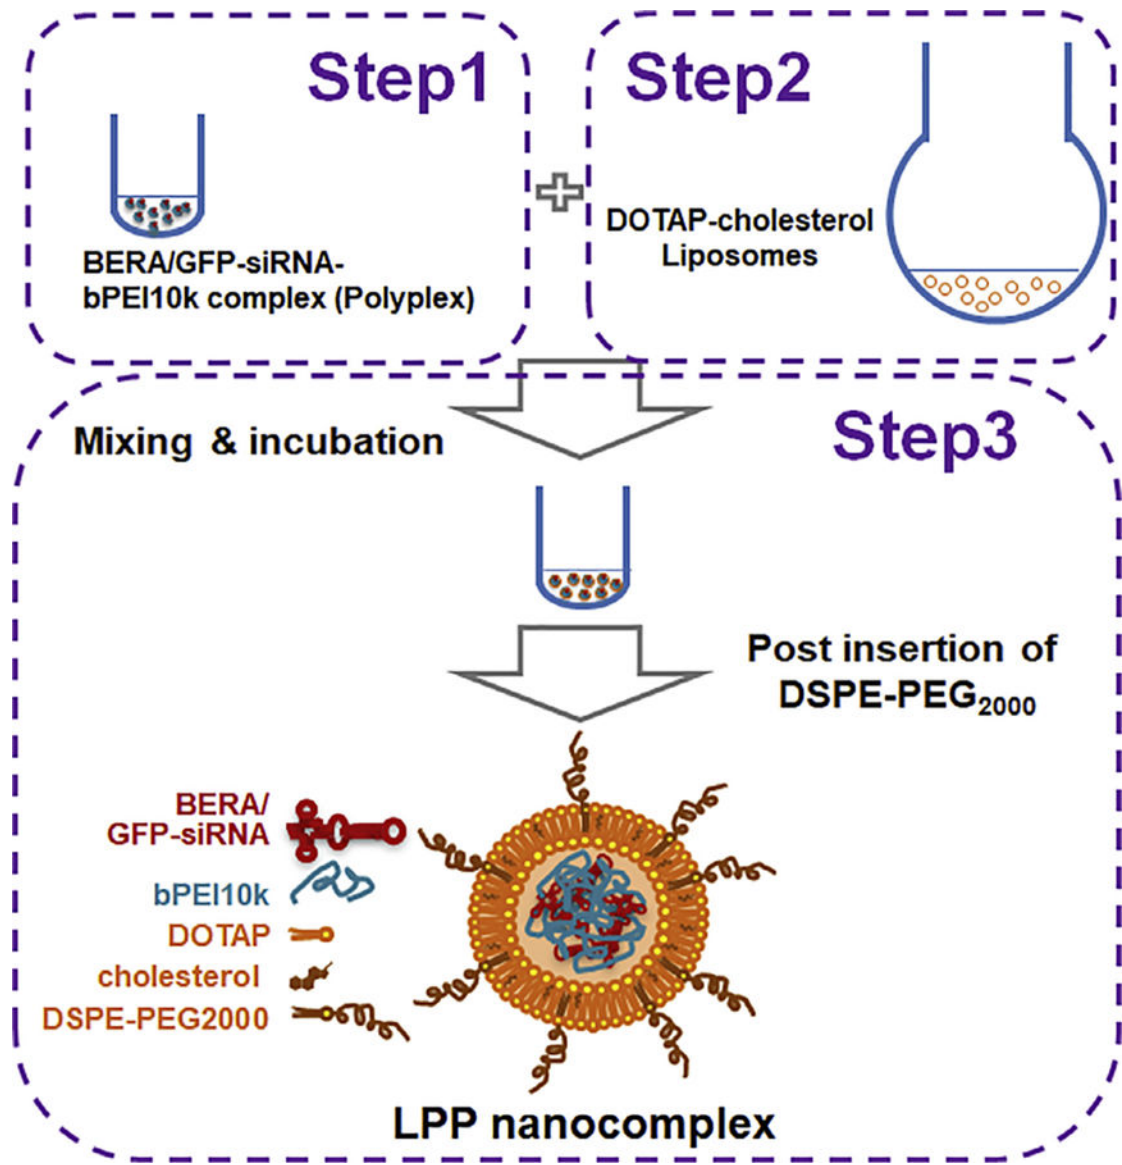 Step1
BERA/GFP-siRNA-
bPEI10k complex (Polyplex)
Step2
DOTAP-cholesterol
Liposomes
Step3
Mixing & incubation
Post insertion of
DSPE-PEG2000
BERA/
GFP-siRNA
bPEI10k
DOTAP
cholesterol
DSPE-PEG2000
LPP nanocomplex